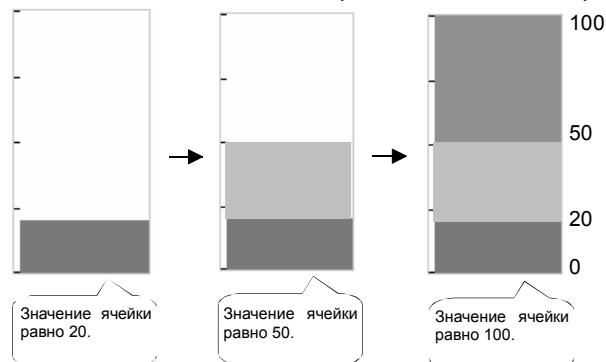 100
50
20
0
Значение ячейки
равно 20.
Значение ячейки
равно 50.
Значение ячейки
равно 100.